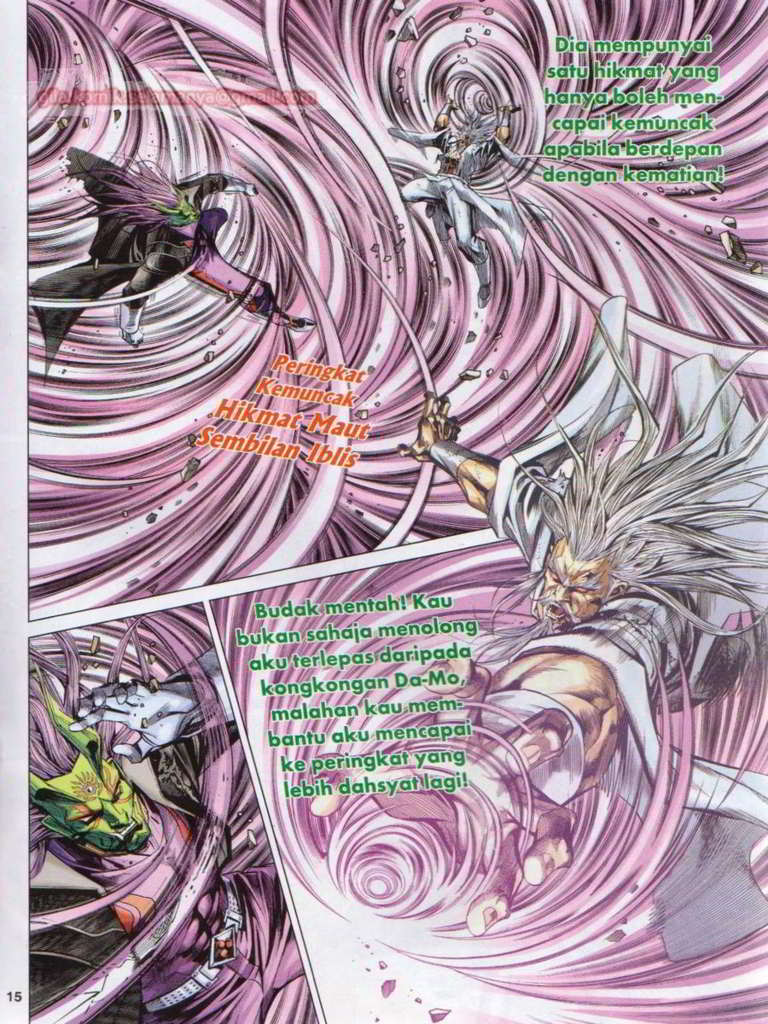 Dia mempunyai
satu hikmat yang
hanya boleh men-
capai kemuncak
apabila berdepan
dengan kematian!
Peringkat
Kemuncak
Hikmat Maut
Sembilan Iblis
Budak mentah! Kau
bukan sahaja menolong
aku terlepas daripada
kongkongan Da-Mo,
malahan kau mem-
bantu aku mencapai
ke peringkat yang
lebih dahsyat lagi!
15